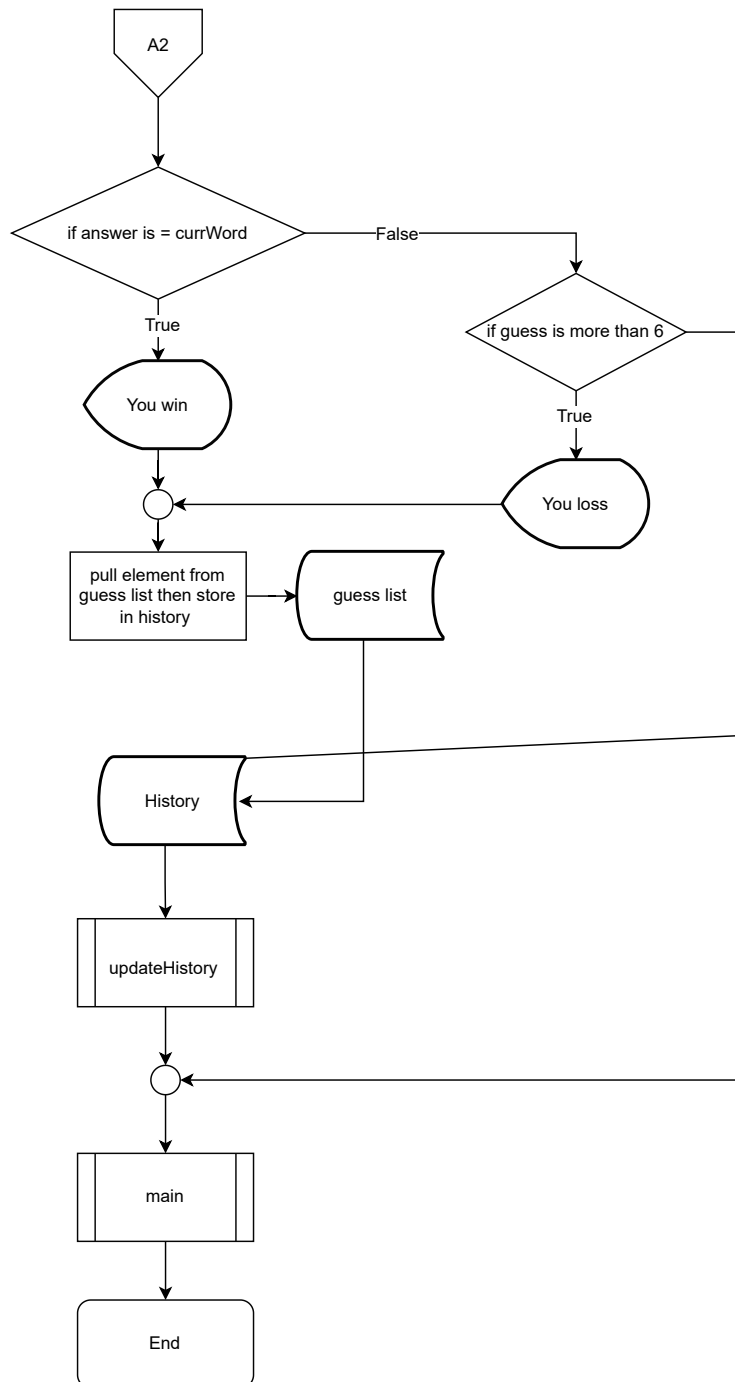 A2
if answer is = currWord
False
if guess is more than 6
True
You win
True
You loss
pull element from
guess list then store
in history
guess list
History
updateHistory
main
End